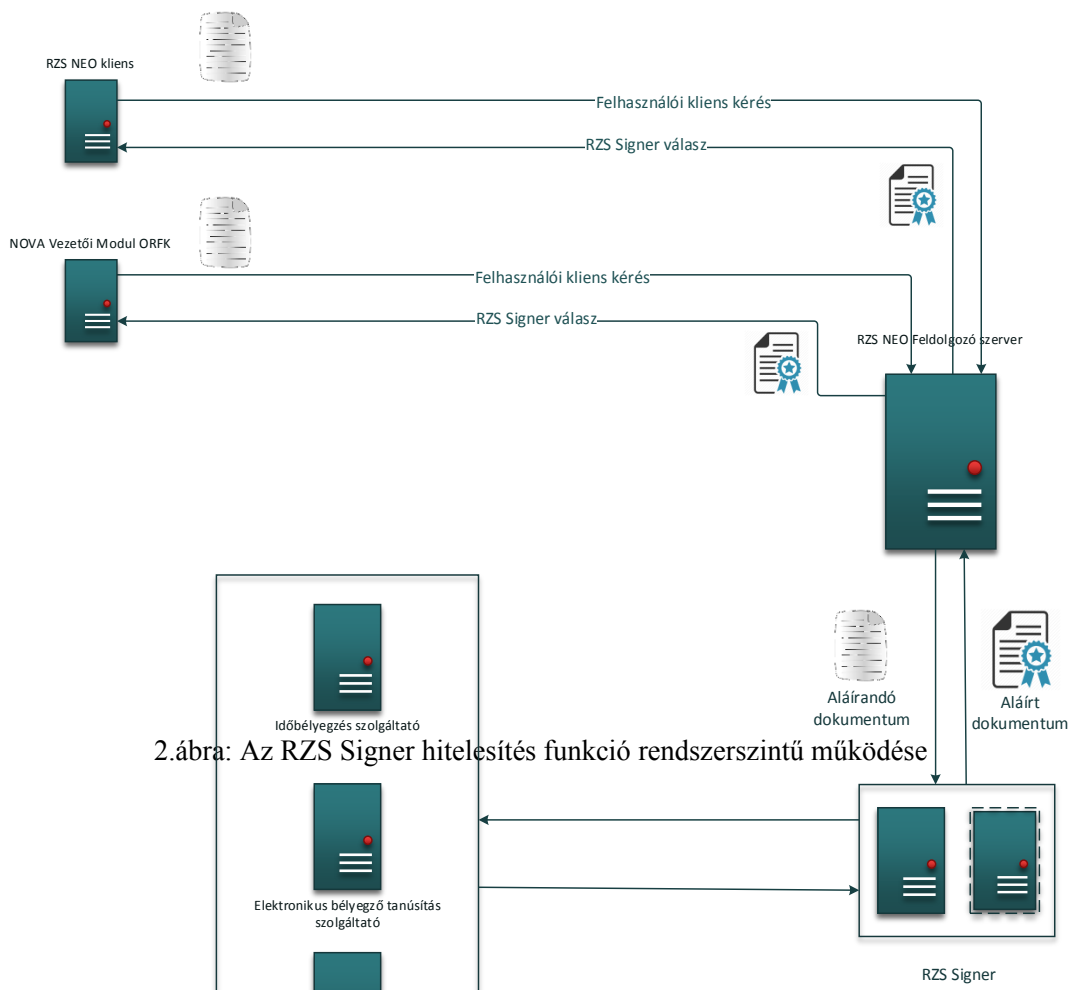 RZS NEO kliens
Felhasználói kliens kérés
RZS Signer válasz
NOVA Vezetői Modul ORFK
Felhasználói kliens kérés
RZS Signer válasz
RZS NEO Feldolgozó szerver
Aláírandó
dokumentum
Aláírt
dokumentum
Időbélyegzés szolgáltató
2.ábra: Az RZS Signer hitelesítés funkció rendszerszintű működése
Elektronikus bélyegző tanúsítás
szolgáltató
RZS Signer